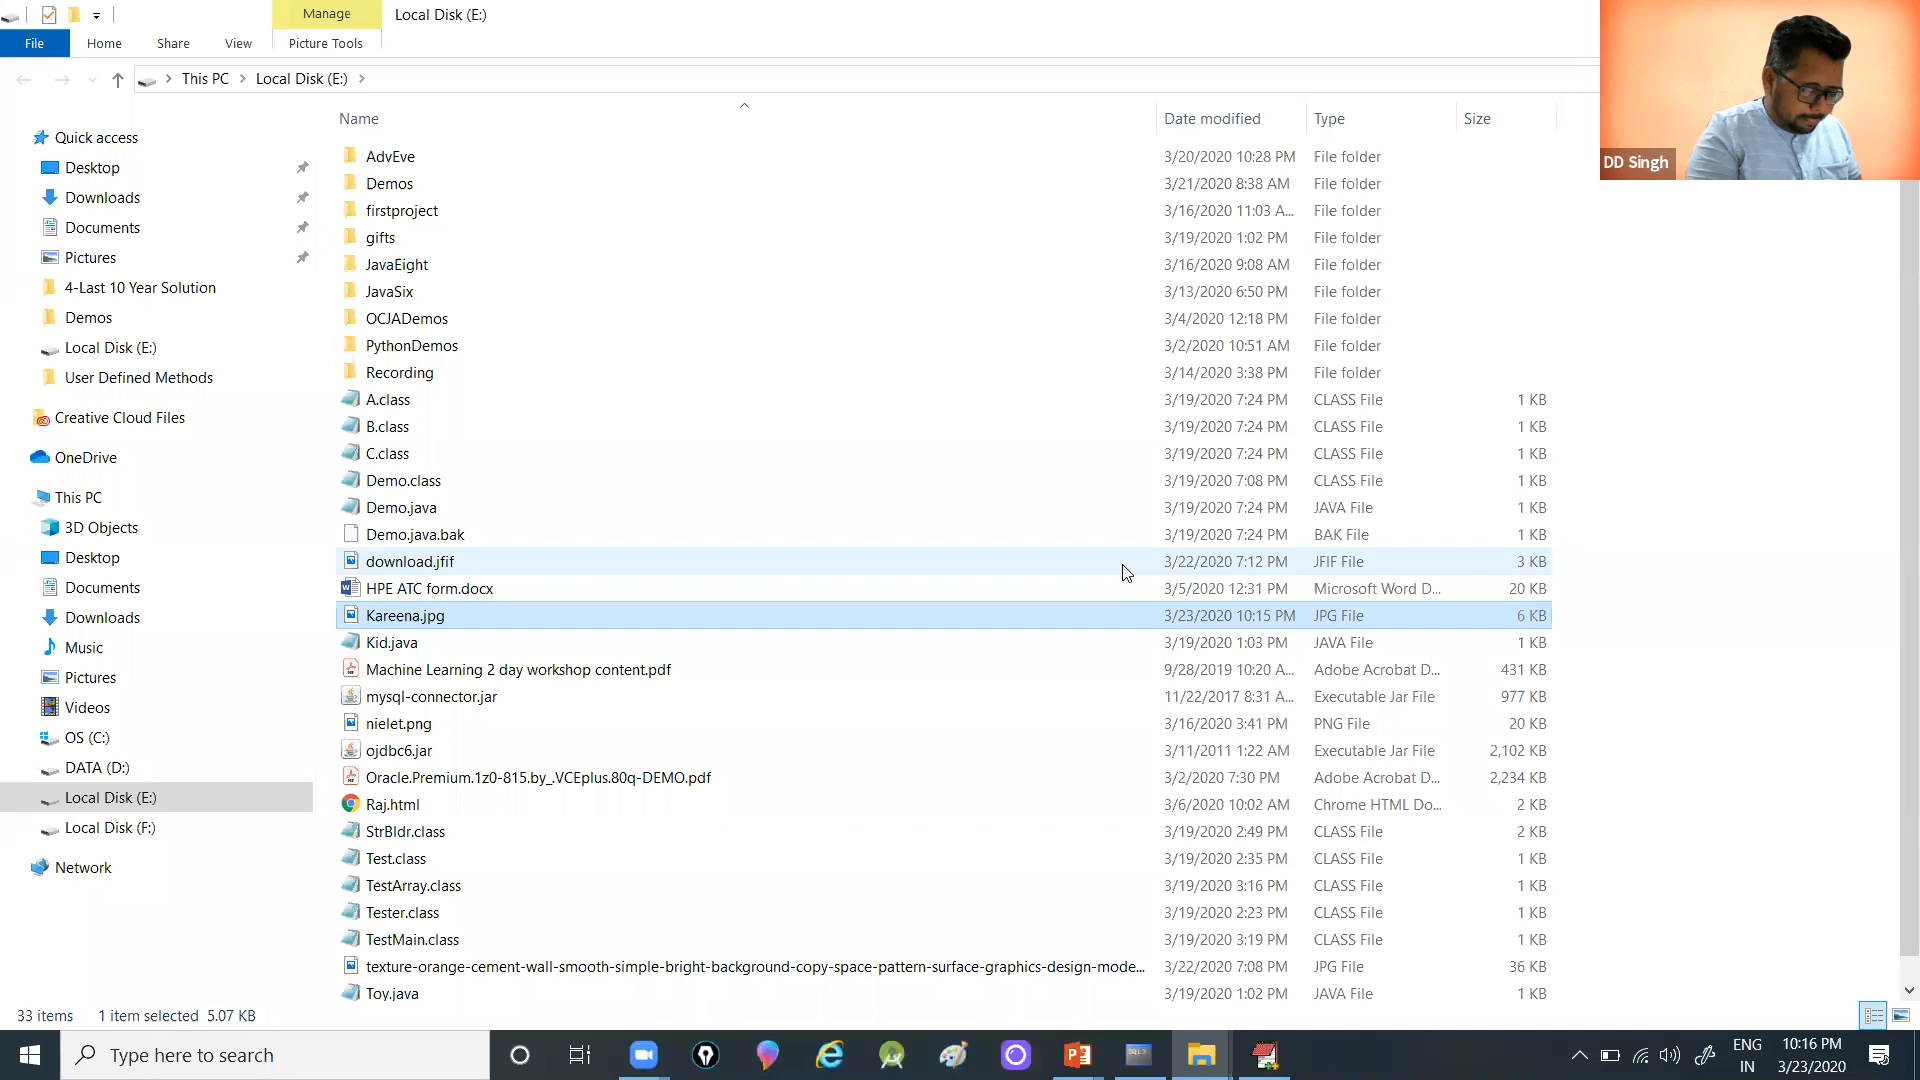 Manage
Local Disk (E:)
File
Home
Share
View
Picture Tools
This PC
Local Disk (E:)
DD Singh
Name
Date modified
Type
Size
Quick access
Desktop
Downloads
Documents
Pictures
4-Last 10 Year Solution
Demos
Local Disk (E:)
User Defined Methods
Creative Cloud Files
OneDrive
This PC
3D Objects
Desktop
Documents
Downloads
Music
Pictures
Videos
OS (C:)
DATA (D:)
Local Disk (E:)
Local Disk (F:)
Network
AdvEve 3/20/2020 10:28 PM File folder
Demos 3/21/2020 8:38 AM File folder
firstproject 3/16/2020 11:03 A... File folder
gifts 3/19/2020 1:02 PM File folder
JavaEight 3/16/2020 9:08 AM File folder
JavaSix 3/13/2020 6:50 PM File folder
OCJADemos 3/4/2020 12:18 PM File folder
PythonDemos 3/2/2020 10:51 AM File folder
Recording 3/14/2020 3:38 PM File folder
A.class 3/19/2020 7:24 PM CLASS File 1 KB
B.class 3/19/2020 7:24 PM CLASS File 1 KB
C.class 3/19/2020 7:24 PM CLASS File 1 KB
Demo.class 3/19/2020 7:08 PM CLASS File 1 KB
Demo.java 3/19/2020 7:24 PM JAVA File 1 KB
Demo.java.bak 3/19/2020 7:24 PM BAK File 1 KB
download.jfif 3/22/2020 7:12 PM JFIF File 3 KB
HPE ATC form.docx 3/5/2020 12:31 PM Microsoft Word D... 20 KB
Kareena.jpg 3/23/2020 10:15 PM JPG File 6 KB
Kid.java 3/19/2020 1:03 PM JAVA File 1 KB
Machine Learning 2 day workshop content.pdf 9/28/2019 10:20 A... Adobe Acrobat D... 431 KB
mysql-connector.jar 11/22/2017 8:31 A... Executable Jar File 977 KB
nielet.png 3/16/2020 3:41 PM PNG File 20 KB
ojdbc6.jar 3/11/2011 1:22 AM Executable Jar File 2,102 KB
Oracle.Premium.1z0-815.by_.VCEplus.80q-DEMO.pdf 3/2/2020 7:30 PM Adobe Acrobat D... 2,234 KB
Raj.html 3/6/2020 10:02 AM Chrome HTML Do... 2 KB
StrBldr.class 3/19/2020 2:49 PM CLASS File 2 KB
Test.class 3/19/2020 2:35 PM CLASS File 1 KB
TestArray.class 3/19/2020 3:16 PM CLASS File 1 KB
Tester.class 3/19/2020 2:23 PM CLASS File 1 KB
TestMain.class 3/19/2020 3:19 PM CLASS File 1 KB
texture-orange-cement-wall-smooth-simple-bright-background-copy-space-pattern-surface-graphics-design-mode... 3/22/2020 7:08 PM JPG File 36 KB
Toy.java 3/19/2020 1:02 PM JAVA File 1 KB
33 items 1 item selected 5.07 KB
Type here to search
ENG
IN
10:16 PM
3/23/2020